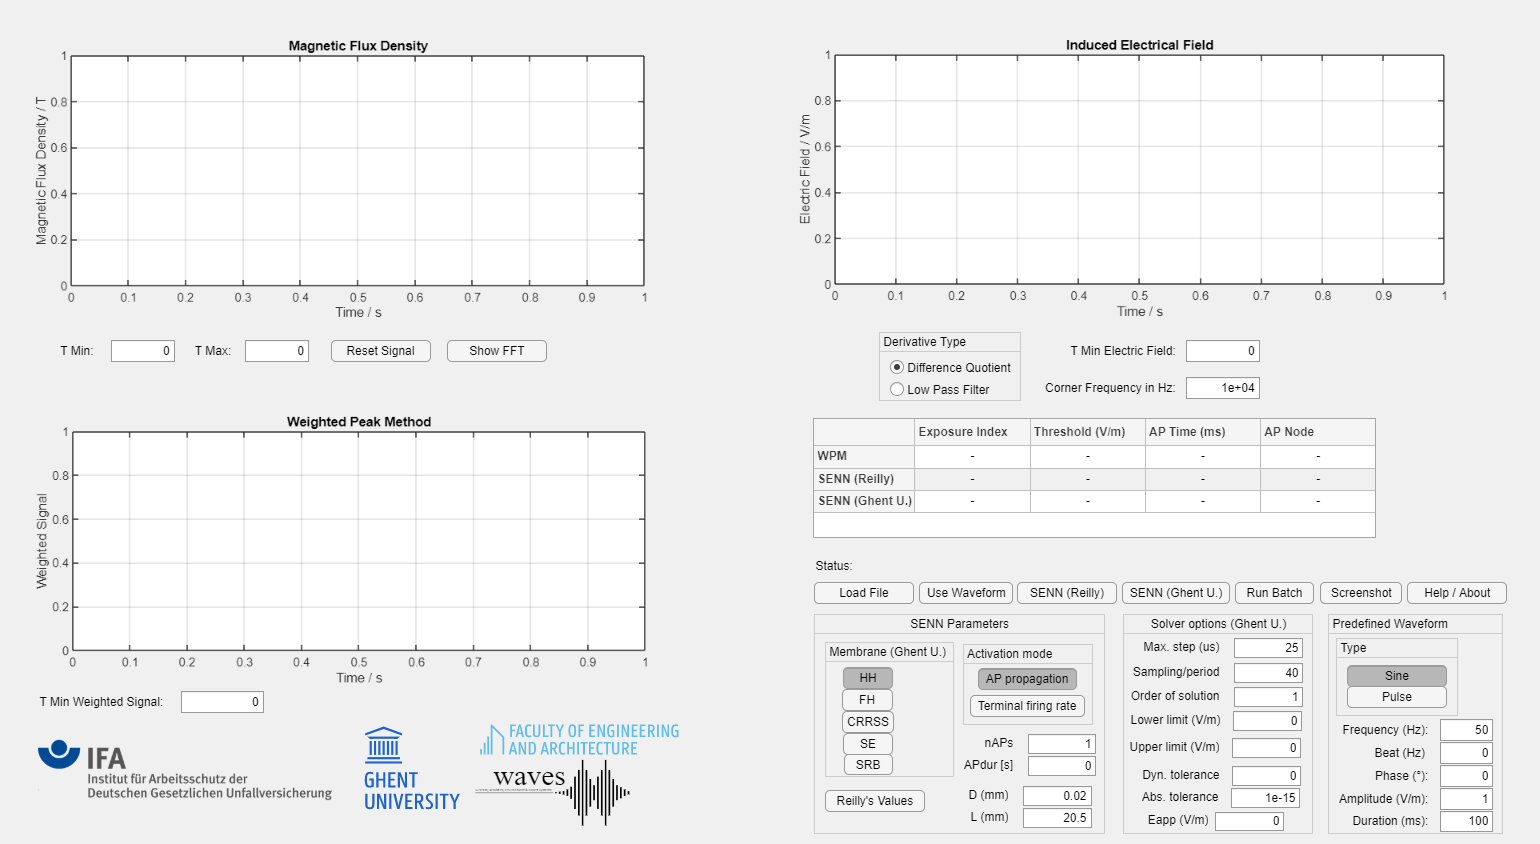 Magnetic Flux Density
1
0.8
0.6
0.4
0.2
0
Magnetic Flux Density / T
0 0.1 0.2 0.3 0.4 0.5 0.6 0.7 0.8 0.9 1
Time / s
T Min: 0 T Max: 0 Reset Signal Show FFT
Weighted Peak Method
1
0.8
0.6
0.4
0.2
0
Weighted Signal
0 0.1 0.2 0.3 0.4 0.5 0.6 0.7 0.8 0.9 1
Time / s
T Min Weighted Signal: 0
IFA
Institut für Arbeitsschutz der
Deutschen Gesetzlichen Unfallversicherung
GHENT
UNIVERSITY
FACULTY OF ENGINEERING
AND ARCHITECTURE
waves
Induced Electrical Field
1
0.8
0.6
0.4
0.2
0
Electric Field / V/m
0 0.1 0.2 0.3 0.4 0.5 0.6 0.7 0.8 0.9 1
Time / s
Derivative Type
Difference Quotient
Low Pass Filter
T Min Electric Field: 0
Corner Frequency in Hz: 1e+04
Exposure Index Threshold (V/m) AP Time (ms) AP Node
WPM - - - -
SENN (Reilly) - - - -
SENN (Ghent U.) - - - -
Status:
Load File Use Waveform SENN (Reilly) SENN (Ghent U.) Run Batch Screenshot Help / About
SENN Parameters
Membrane (Ghent U.)
HH
FH
CRRSS
SE
SRB
Reilly's Values
Activation mode
AP propagation
Terminal firing rate
nAPs 1
APdur [s] 0
D (mm) 0.02
L (mm) 20.5
Solver options (Ghent U.)
Max. step (us) 25
Sampling/period 40
Order of solution 1
Lower limit (V/m) 0
Upper limit (V/m) 0
Dyn. tolerance 0
Abs. tolerance 1e-15
Eapp (V/m) 0
Predefined Waveform
Type
Sine
Pulse
Frequency (Hz): 50
Beat (Hz) 0
Phase (°): 0
Amplitude (V/m): 1
Duration (ms): 100